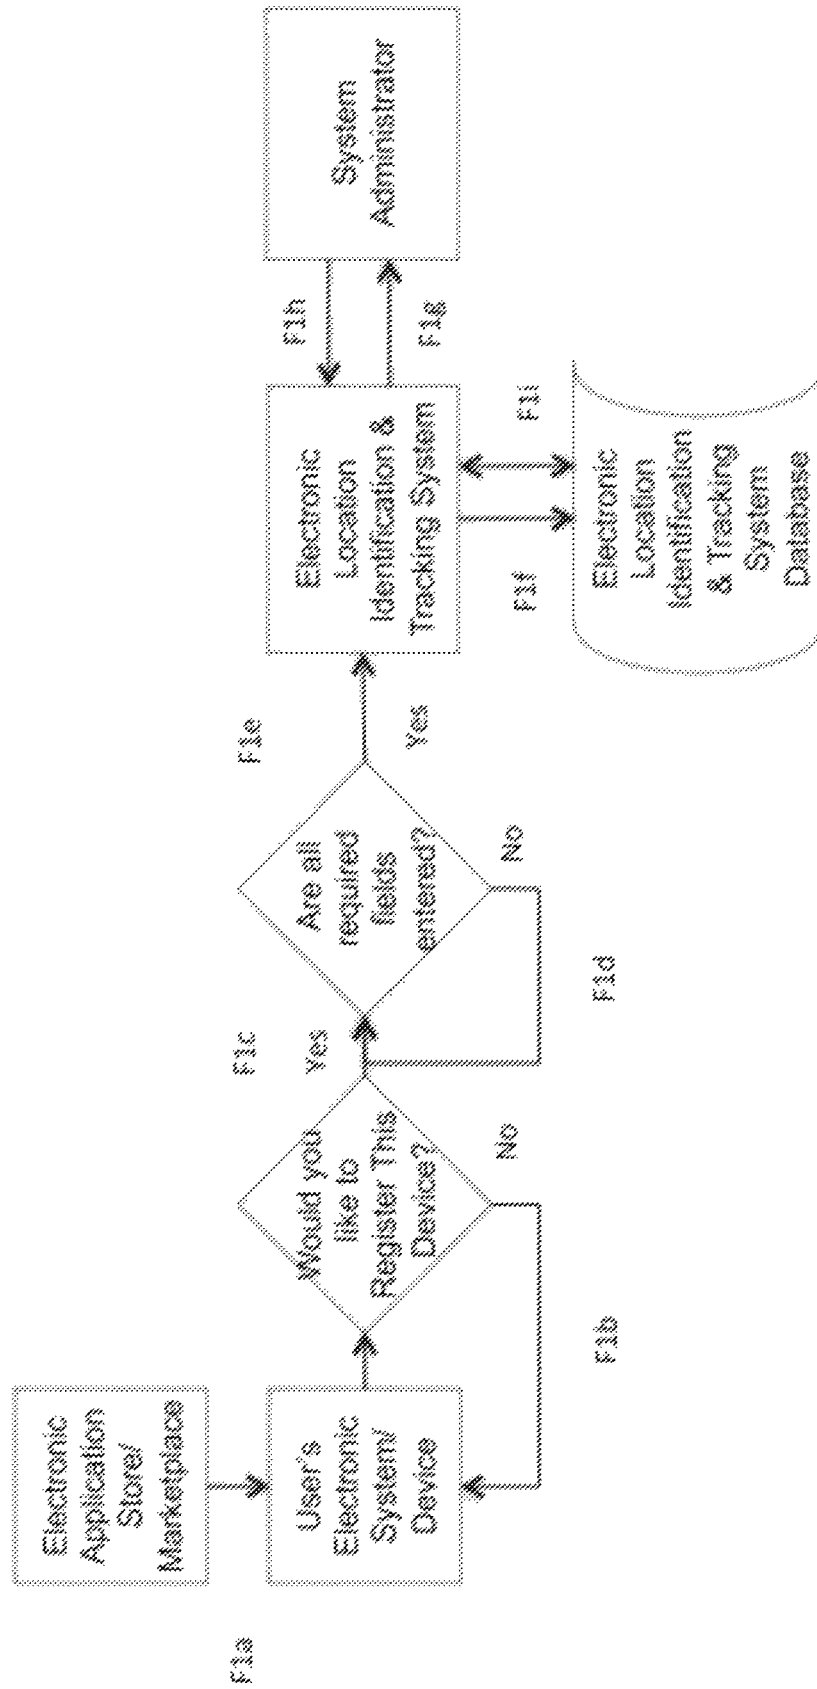 F1a
Electronic
Application
Store/
Marketplace
User's
Electronic
System/
Device
F1b
Would you
like to
Register This
Device?
No
F1c
Yes
F1d
Are all
required
fields
entered?
No
F1e
Yes
Electronic
Location
Identification &
Tracking System
F1f
F1i
Electronic
Location
Identification
& Tracking
System
Database
F1h
F1g
System
Administrator